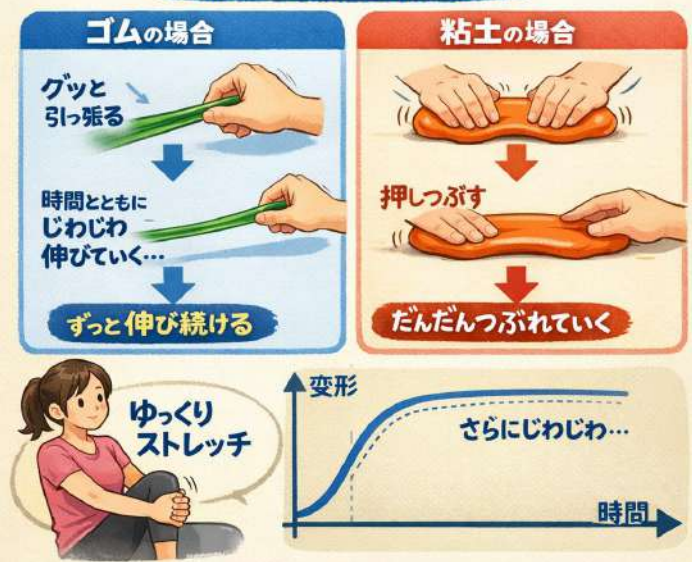 ゴムの場合
グッと
引っ張る
時間とともに
じわじわ
伸びていく…
ずっと伸び続ける
粘土の場合
押しつぶす
だんだんつぶれていく
ゆっくり
ストレッチ
変形
さらにじわじわ…
時間